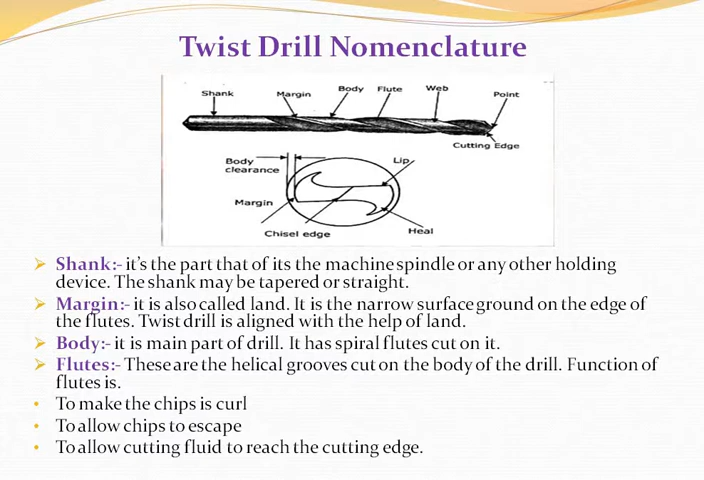 Twist Drill Nomenclature
Shank
Margin
Body
Flute
Web
Point
Cutting Edge
Body
clearance
Lip
Margin
Chisel edge
Heal
Shank:- it’s the part that of its the machine spindle or any other holding
device. The shank may be tapered or straight.
Margin:- it is also called land. It is the narrow surface ground on the edge of
the flutes. Twist drill is aligned with the help of land.
Body:- it is main part of drill. It has spiral flutes cut on it.
Flutes:- These are the helical grooves cut on the body of the drill. Function of
flutes is.
To make the chips is curl
To allow chips to escape
To allow cutting fluid to reach the cutting edge.